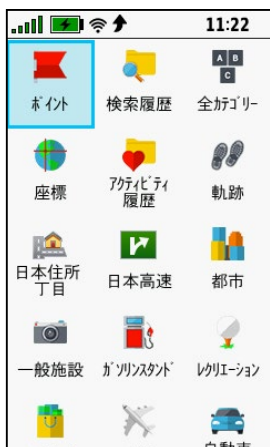 11:22
A B
C
ﾎﾟｲﾝﾄ
検索履歴
全ｶﾃｺﾞﾘｰ
座標
ｱｸﾃｨﾋﾞﾃｨ
履歴
軌跡
日本住所
丁目
日本高速
都市
一般施設
ｶﾞｿﾘﾝｽﾀﾝﾄﾞ
ﾚｸﾘｴｰｼｮﾝ
自動車